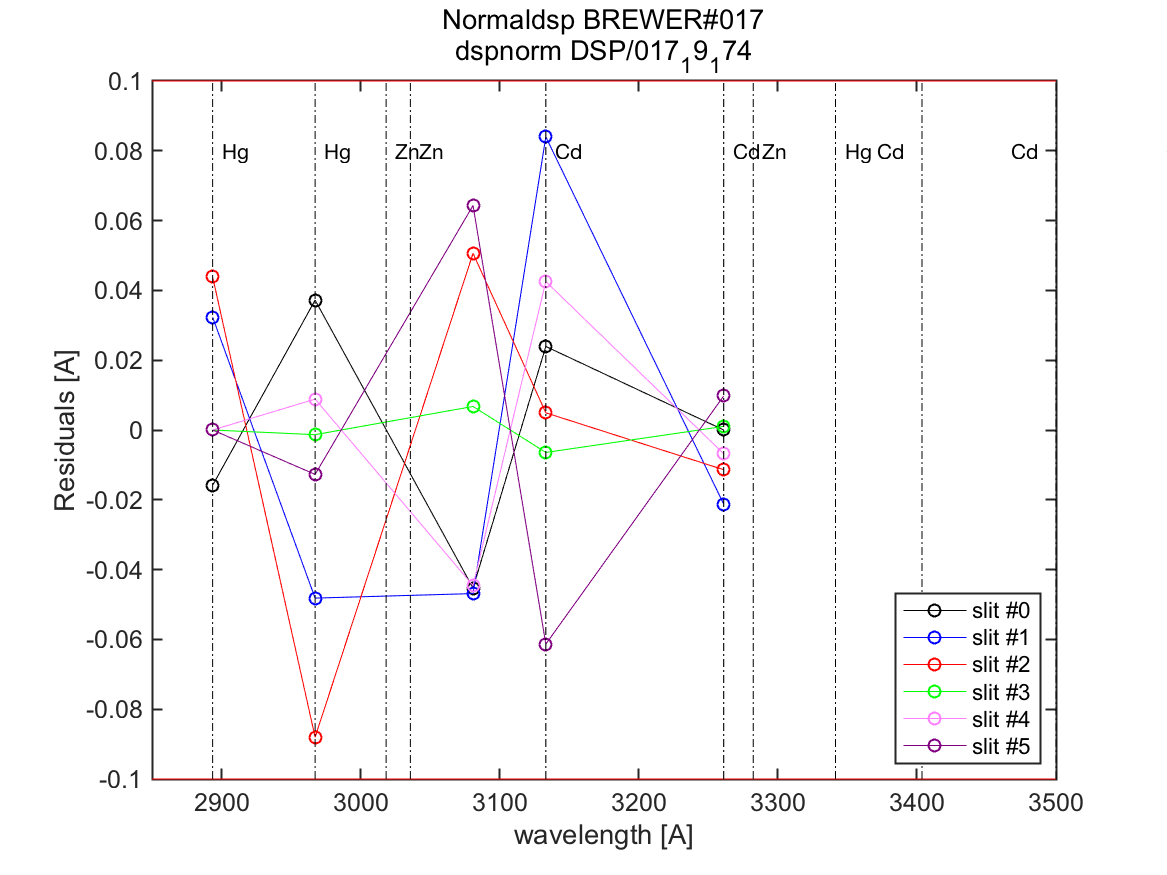 Normaldsp BREWER#017
dspnorm DSP/017₁9₁74
0.1
0.08
0.06
0.04
0.02
0
-0.02
-0.04
-0.06
-0.08
-0.1
Residuals [A]
Hg Hg ZnZn Cd CdZn Hg Cd Cd
slit #0
slit #1
slit #2
slit #3
slit #4
slit #5
2900 3000 3100 3200 3300 3400 3500
wavelength [A]